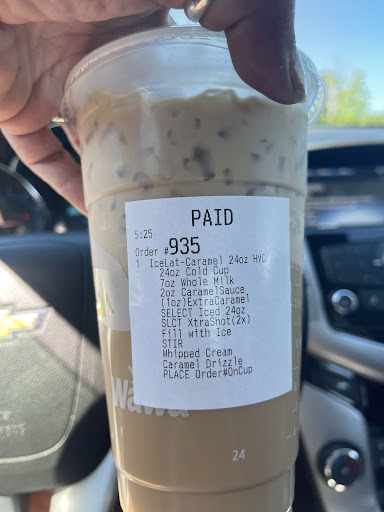 PAID
5:25
Order #935
1 IceLat-Caramel 24oz HVD
24oz Cold Cup
7oz Whole Milk
2oz CaramelSauce
(1oz)ExtraCaramel
SELECT Iced 24oz
SLCT XtraShot(2x)
Fill with Ice
STIR
Whipped Cream
Caramel Drizzle
PLACE Order#OnCup
Wawa
24